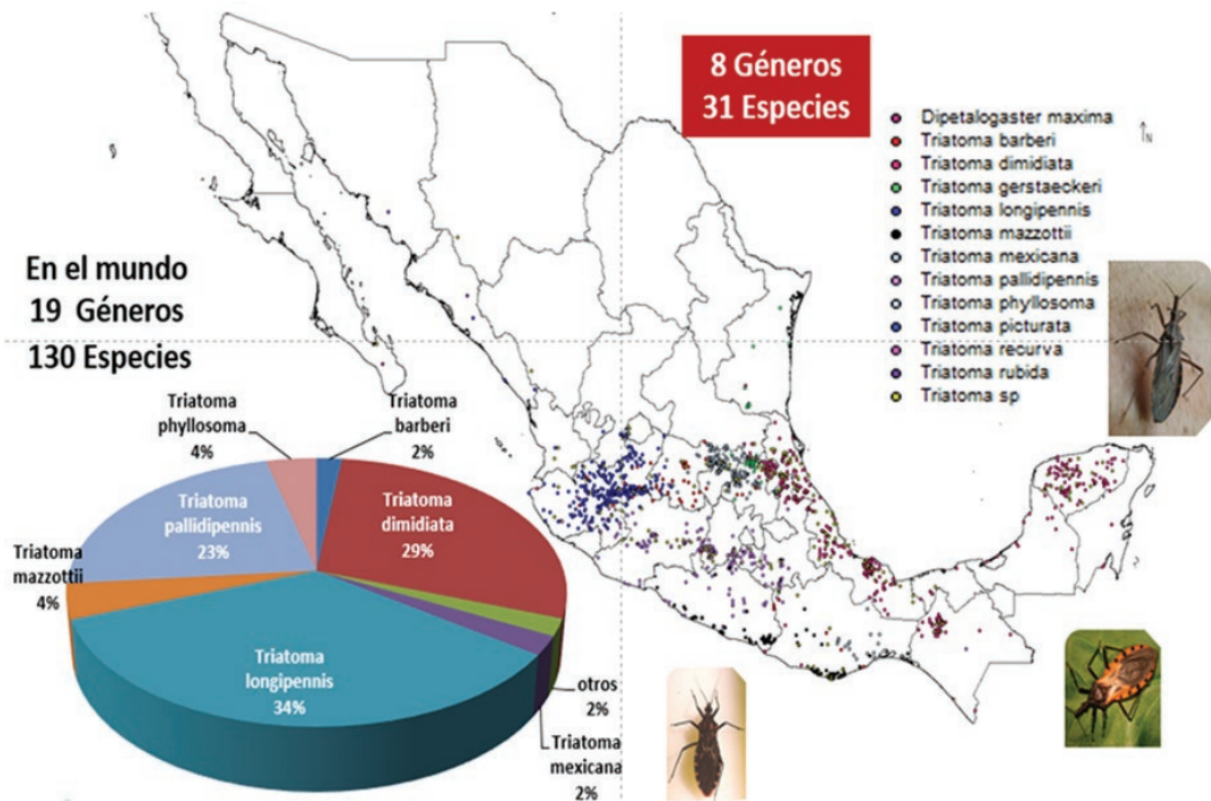 8 Géneros
31 Especies
Dipetalogaster maxima
Triatoma barberi
Triatoma dimidiata
Triatoma gerstaeckeri
Triatoma longipennis
Triatoma mazzottii
Triatoma mexicana
Triatoma pallidipennis
Triatoma phyllosoma
Triatoma picturata
Triatoma recurva
Triatoma rubida
Triatoma sp
N
En el mundo
19 Géneros
130 Especies
Triatoma
phyllosoma
4%
Triatoma
barberi
2%
Triatoma
pallidipennis
23%
Triatoma
dimidiata
29%
Triatoma
mazzottii
4%
Triatoma
longipennis
34%
otros
2%
Triatoma
mexicana
2%